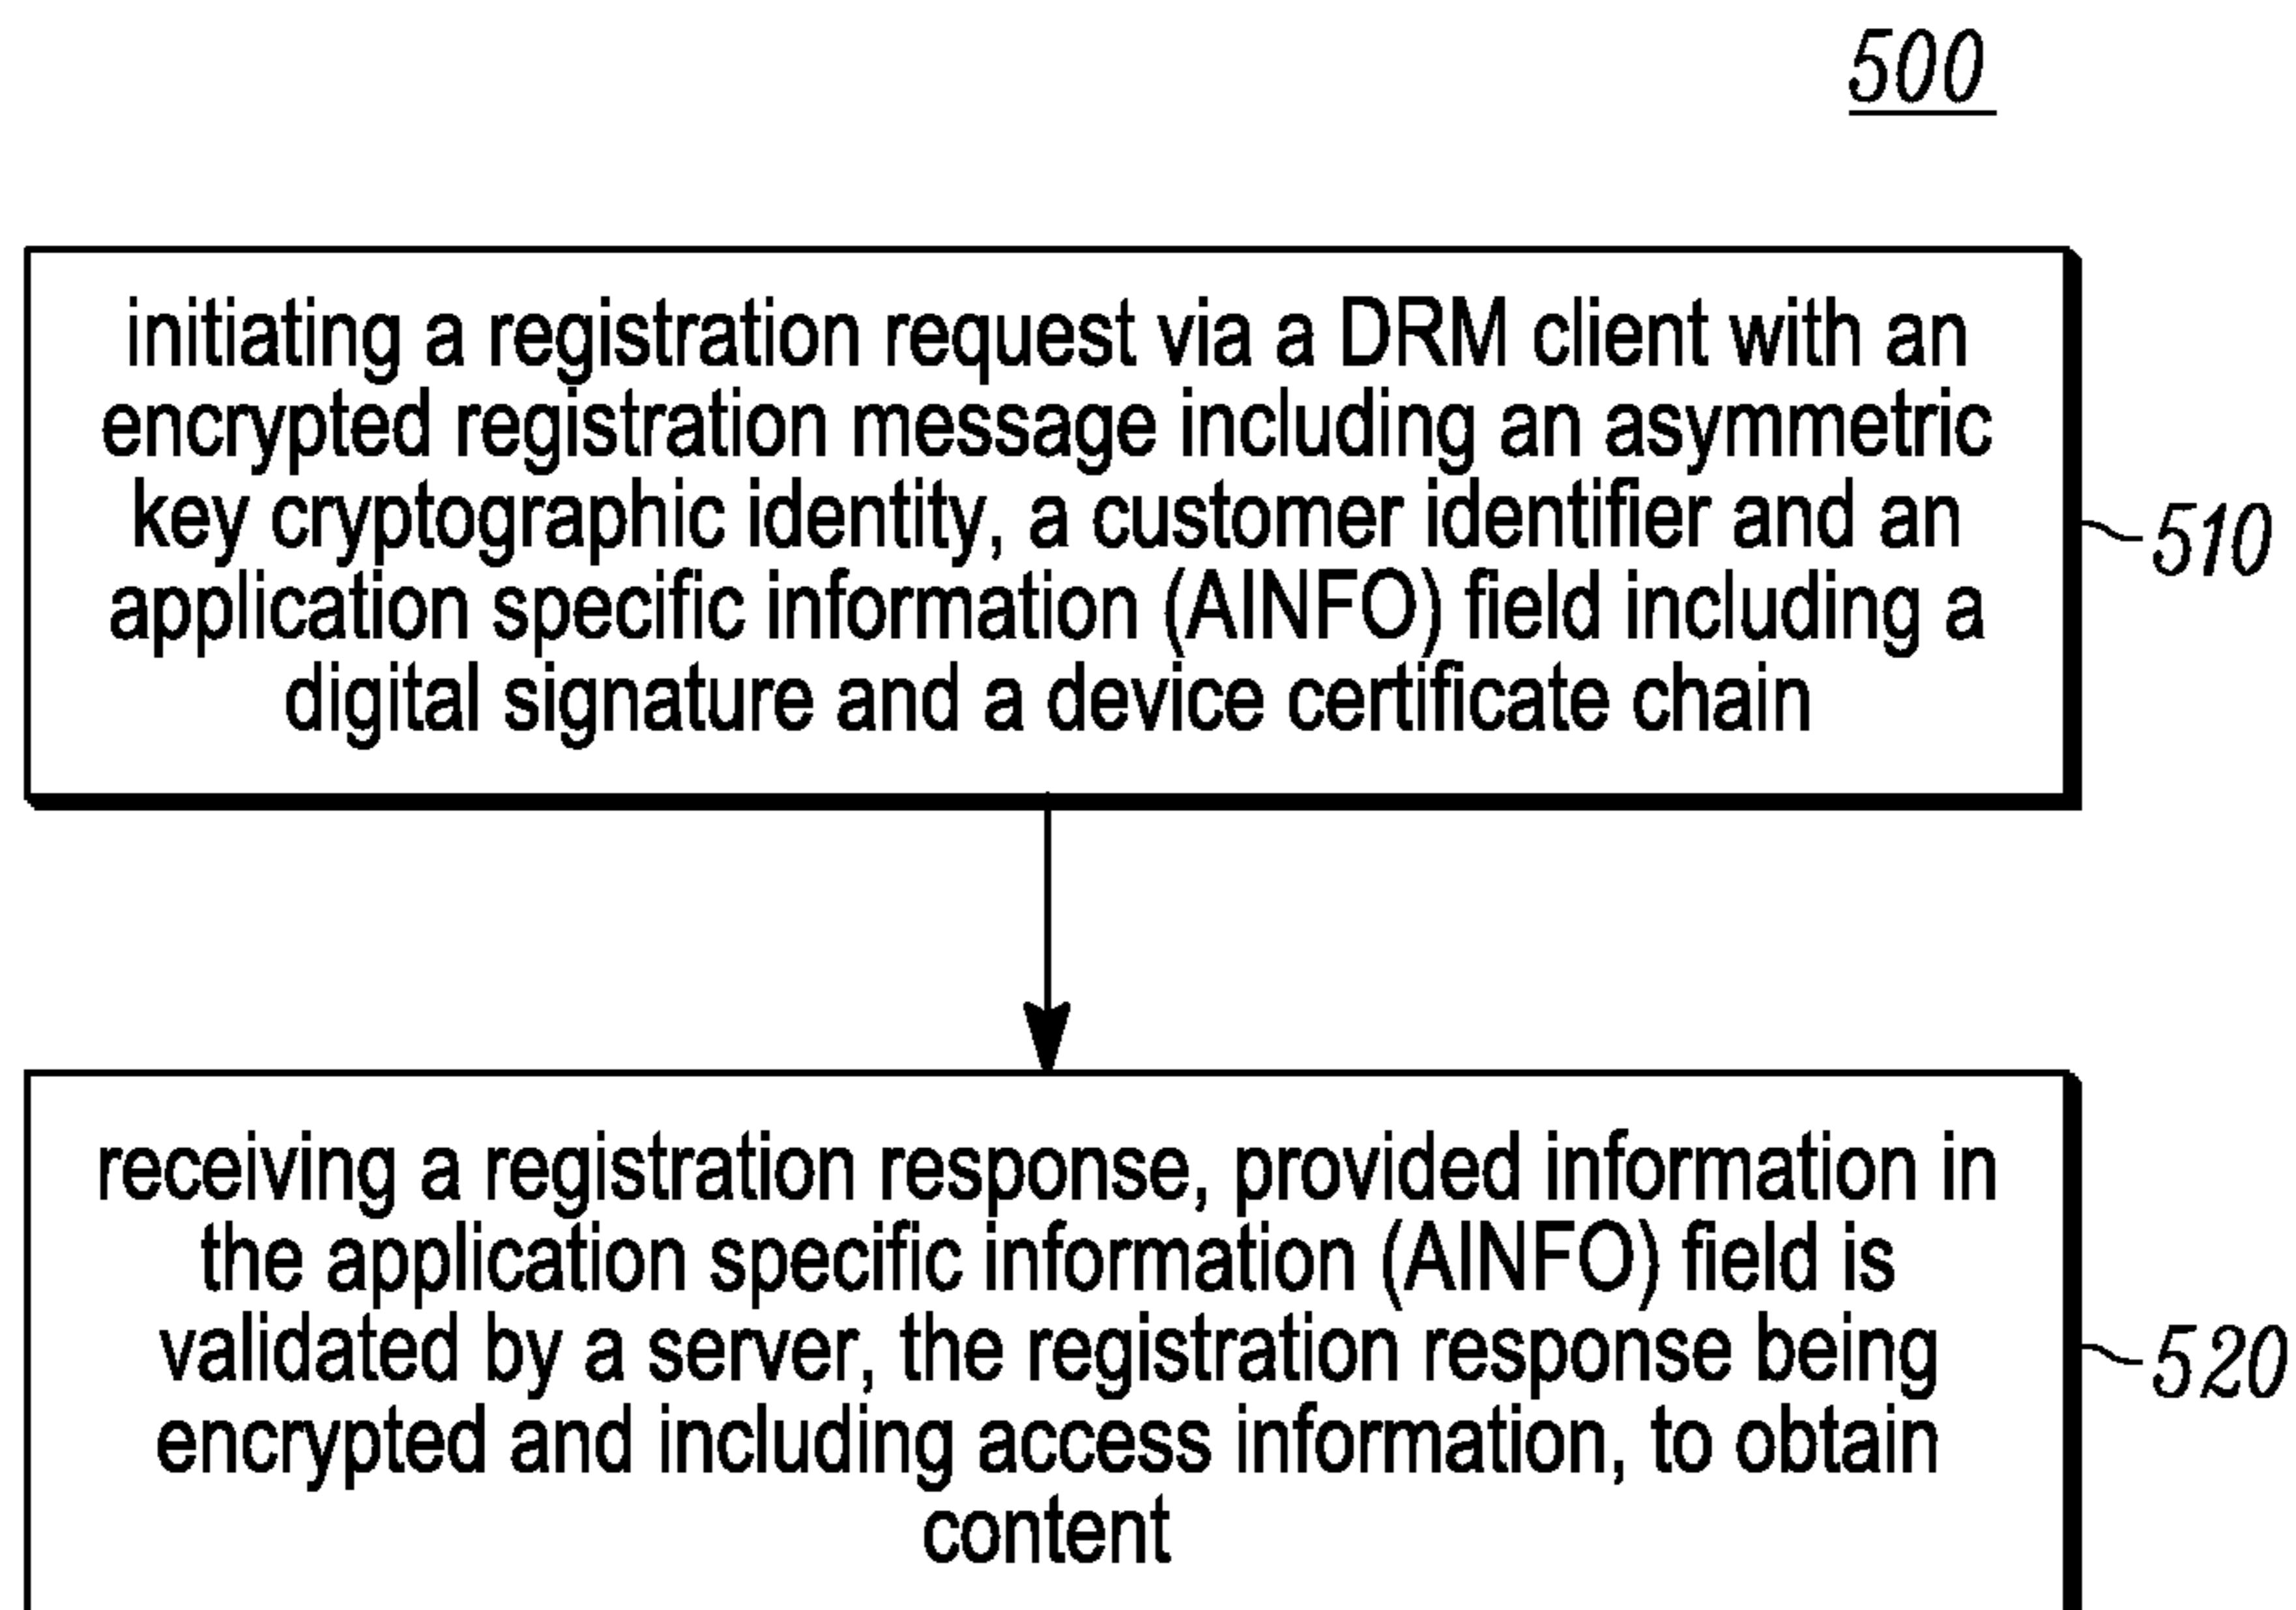 500
initiating a registration request via a DRM client with an
encrypted registration message including an asymmetric
key cryptographic identity, a customer identifier and an
application specific information (AINFO) field including a
digital signature and a device certificate chain
510
receiving a registration response, provided information in
the application specific information (AINFO) field is
validated by a server, the registration response being
encrypted and including access information, to obtain
content
520